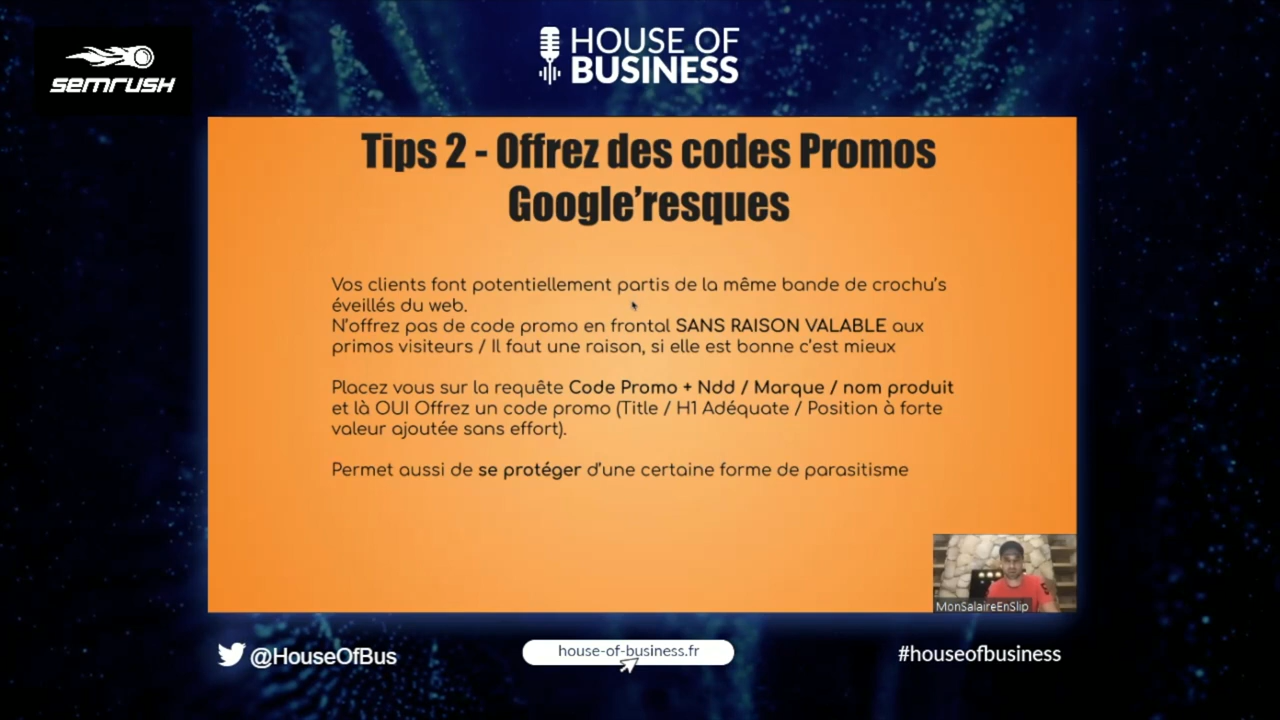 semrush
HOUSE OF
BUSINESS
Tips 2 - Offrez des codes Promos
Google’resques
Vos clients font potentiellement partis de la même bande de crochu’s
éveillés du web.
N’offrez pas de code promo en frontal SANS RAISON VALABLE aux
primos visiteurs / Il faut une raison, si elle est bonne c’est mieux
Placez vous sur la requête Code Promo + Ndd / Marque / nom produit
et là OUI Offrez un code promo (Title / H1 Adéquate / Position à forte
valeur ajoutée sans effort).
Permet aussi de se protéger d’une certaine forme de parasitisme
MonSalaireEnSlip
@HouseOfBus
house-of-business.fr
#houseofbusiness